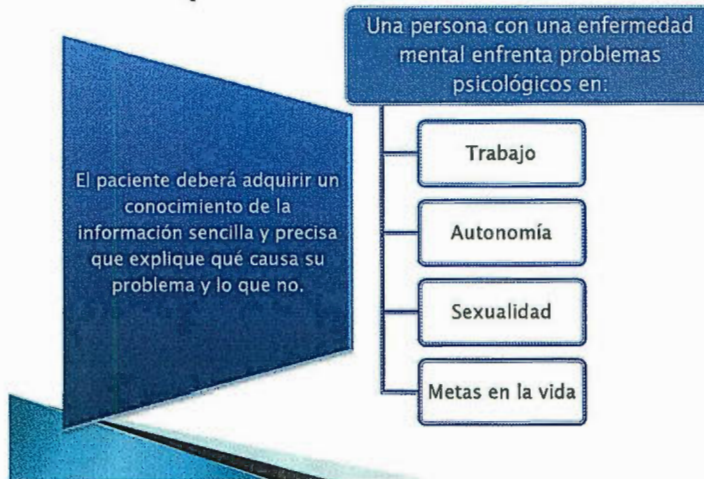 El paciente deberá adquirir un
conocimiento de la
información sencilla y precisa
que explique qué causa su
problema y lo que no.
Una persona con una enfermedad
mental enfrenta problemas
psicológicos en:
Trabajo
Autonomía
Sexualidad
Metas en la vida